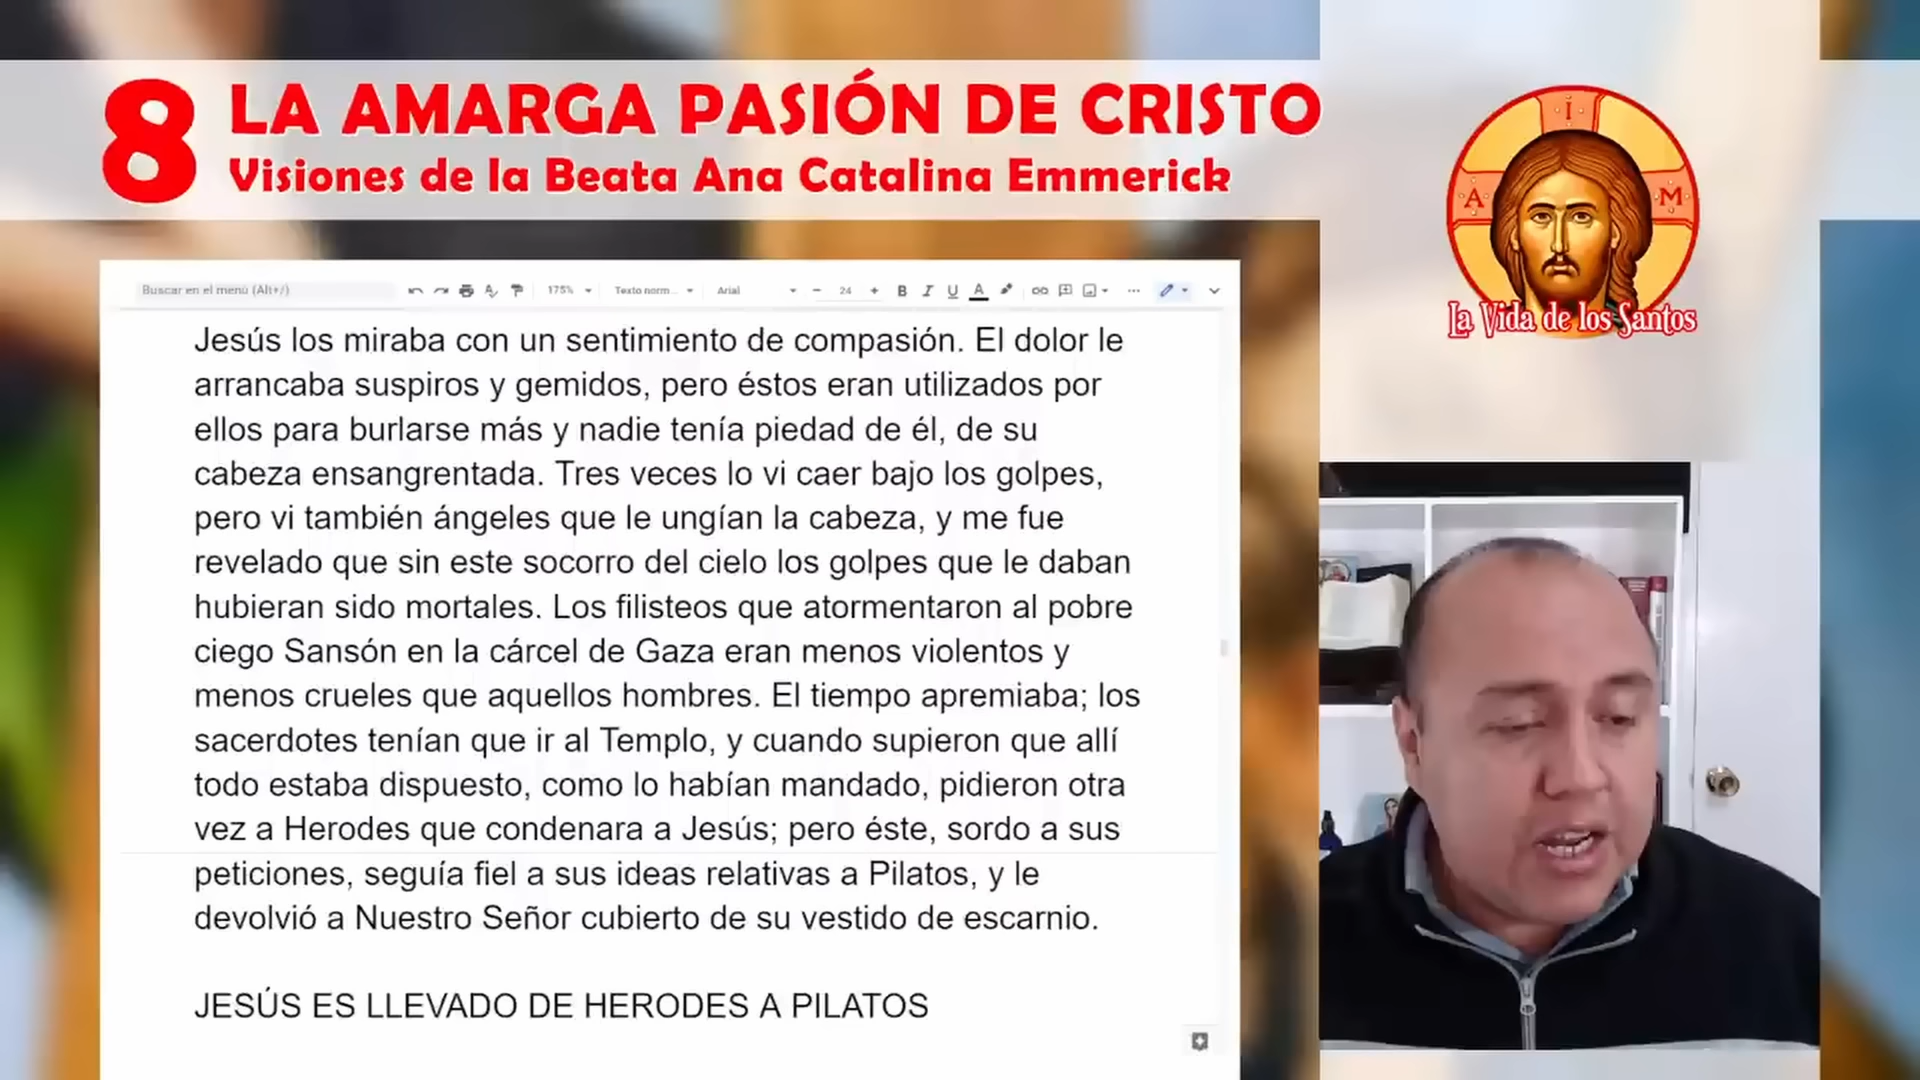 8 LA AMARGA PASIÓN DE CRISTO
Visiones de la Beata Ana Catalina Emmerick
I
A M
La Vida de los Santos
Buscar en el menú (Alt+/)
175% Texto norm... Arial 24 B I U A
Jesús los miraba con un sentimiento de compasión. El dolor le
arrancaba suspiros y gemidos, pero éstos eran utilizados por
ellos para burlarse más y nadie tenía piedad de él, de su
cabeza ensangrentada. Tres veces lo vi caer bajo los golpes,
pero vi también ángeles que le ungían la cabeza, y me fue
revelado que sin este socorro del cielo los golpes que le daban
hubieran sido mortales. Los filisteos que atormentaron al pobre
ciego Sansón en la cárcel de Gaza eran menos violentos y
menos crueles que aquellos hombres. El tiempo apremiaba; los
sacerdotes tenían que ir al Templo, y cuando supieron que allí
todo estaba dispuesto, como lo habían mandado, pidieron otra
vez a Herodes que condenara a Jesús; pero éste, sordo a sus
peticiones, seguía fiel a sus ideas relativas a Pilatos, y le
devolvió a Nuestro Señor cubierto de su vestido de escarnio.
JESÚS ES LLEVADO DE HERODES A PILATOS